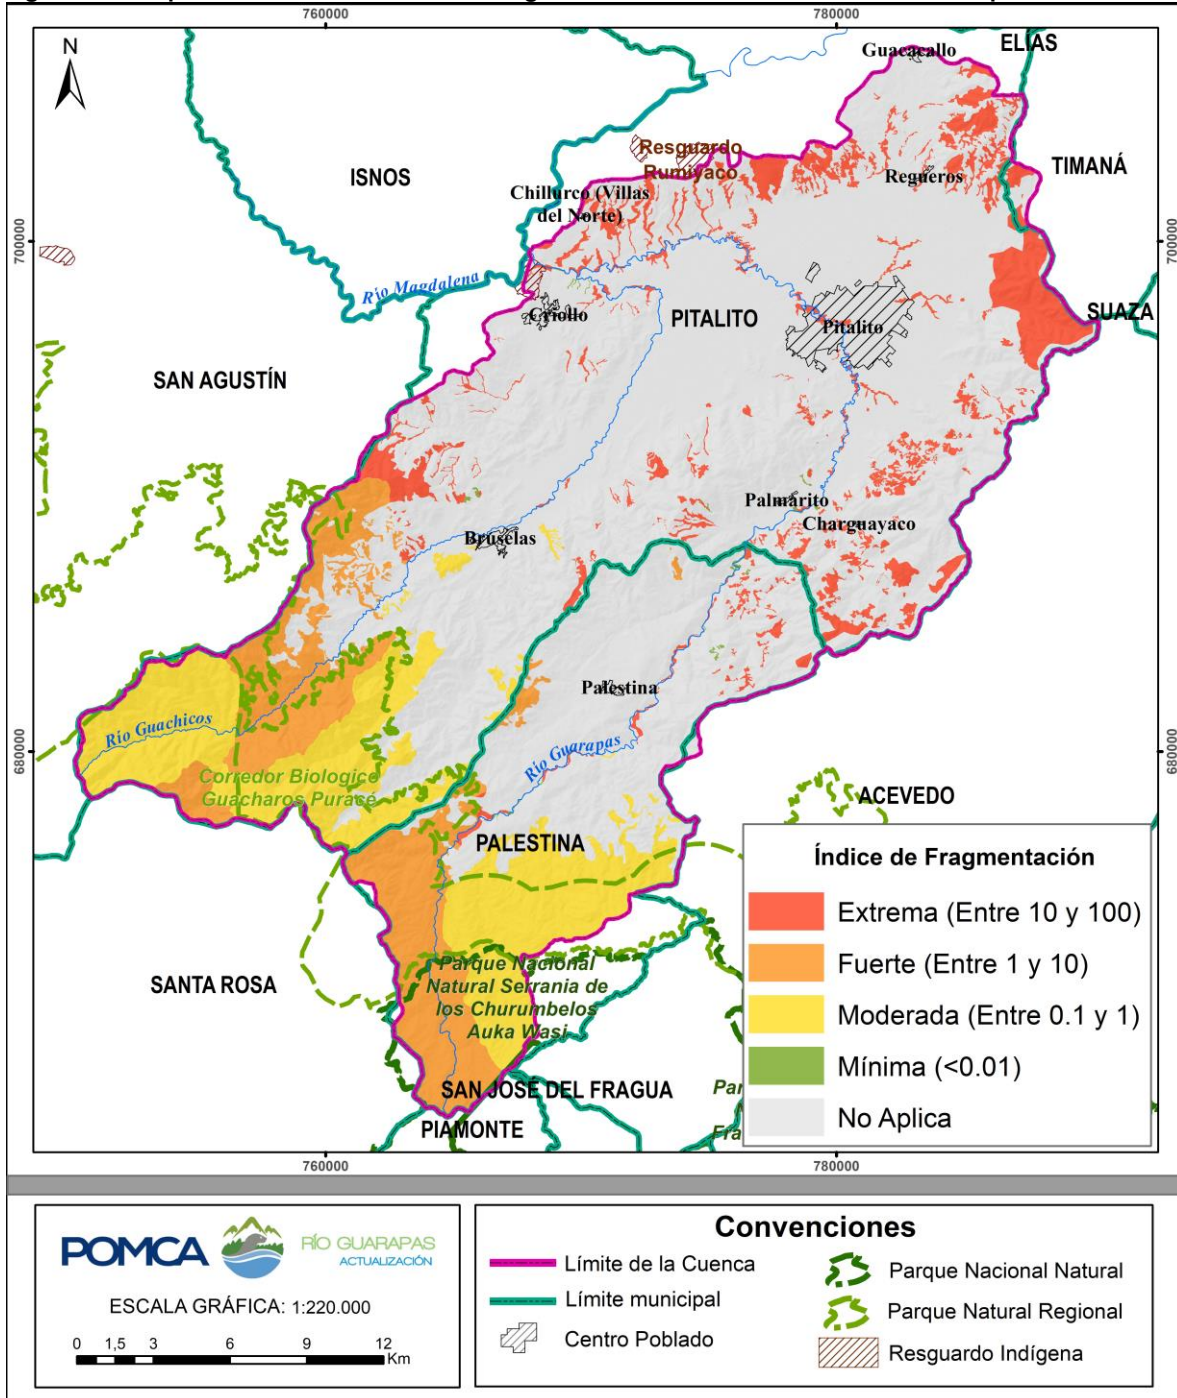 760000
780000
N
Guacacallo
ELÍAS
Resguardo
Rumiyaco
TIMANÁ
ISNOS
Regueros
Chillurco (Villas
del Norte)
700000
700000
Río Magdalena
SUAZA
Criollo
PITALITO
Pitalito
SAN AGUSTÍN
Palmarito
Charguayaco
Bruselas
Palestina
Río Guachicos
Río Guarapas
680000
680000
Corredor Biologico
Guacharos Puracé
ACEVEDO
PALESTINA
Índice de Fragmentación
Extrema (Entre 10 y 100)
Fuerte (Entre 1 y 10)
Moderada (Entre 0.1 y 1)
Mínima (<0.01)
No Aplica
SANTA ROSA
Parque Nacional
Natural Serrania de
los Churumbelos
Auka Wasi
SAN JOSÉ DEL FRAGUA
PIAMONTE
Par
Fra
760000
780000
POMCA
RÍO GUARAPAS
ACTUALIZACIÓN
ESCALA GRÁFICA: 1:220.000
0 1,5 3 6 9 12
Km
Convenciones
Límite de la Cuenca
Límite municipal
Centro Poblado
Parque Nacional Natural
Parque Natural Regional
Resguardo Indígena